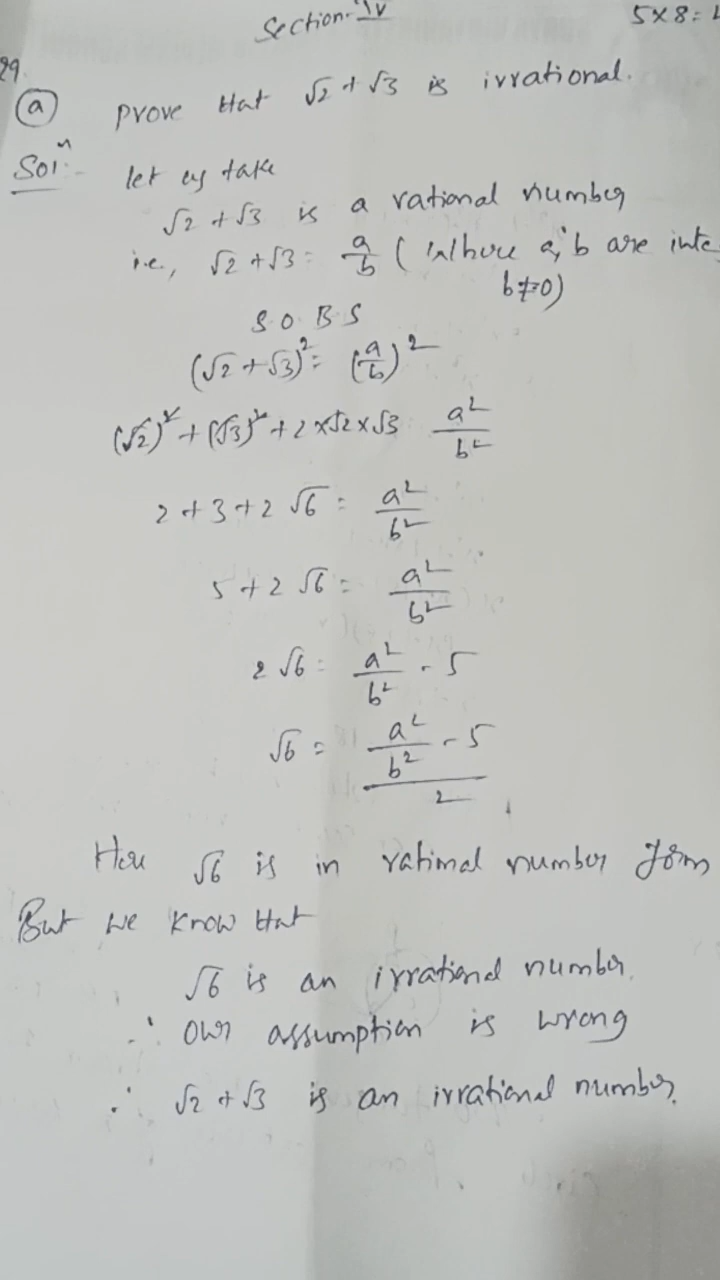 Section-IV 5×8=4
29.
(a) prove that √2 + √3 is irrational.
Solⁿ:- let us take
√2 + √3 is a rational number
i.e., √2 + √3 = a/b (where a, b are inte
b≠0)
S.O.B.S
(√2 + √3)² = (a/b)²
(√2)² + (√3)² + 2×√2×√3 a²/b²
2 + 3 + 2 √6 = a²/b²
5 + 2 √6 = a²/b²
2 √6 = a²/b² - 5
√6 = (a²/b² - 5)/2
Here √6 is in rational number form
But we know that
√6 is an irrational number.
∴ our assumption is wrong
∴ √2 + √3 is an irrational number.